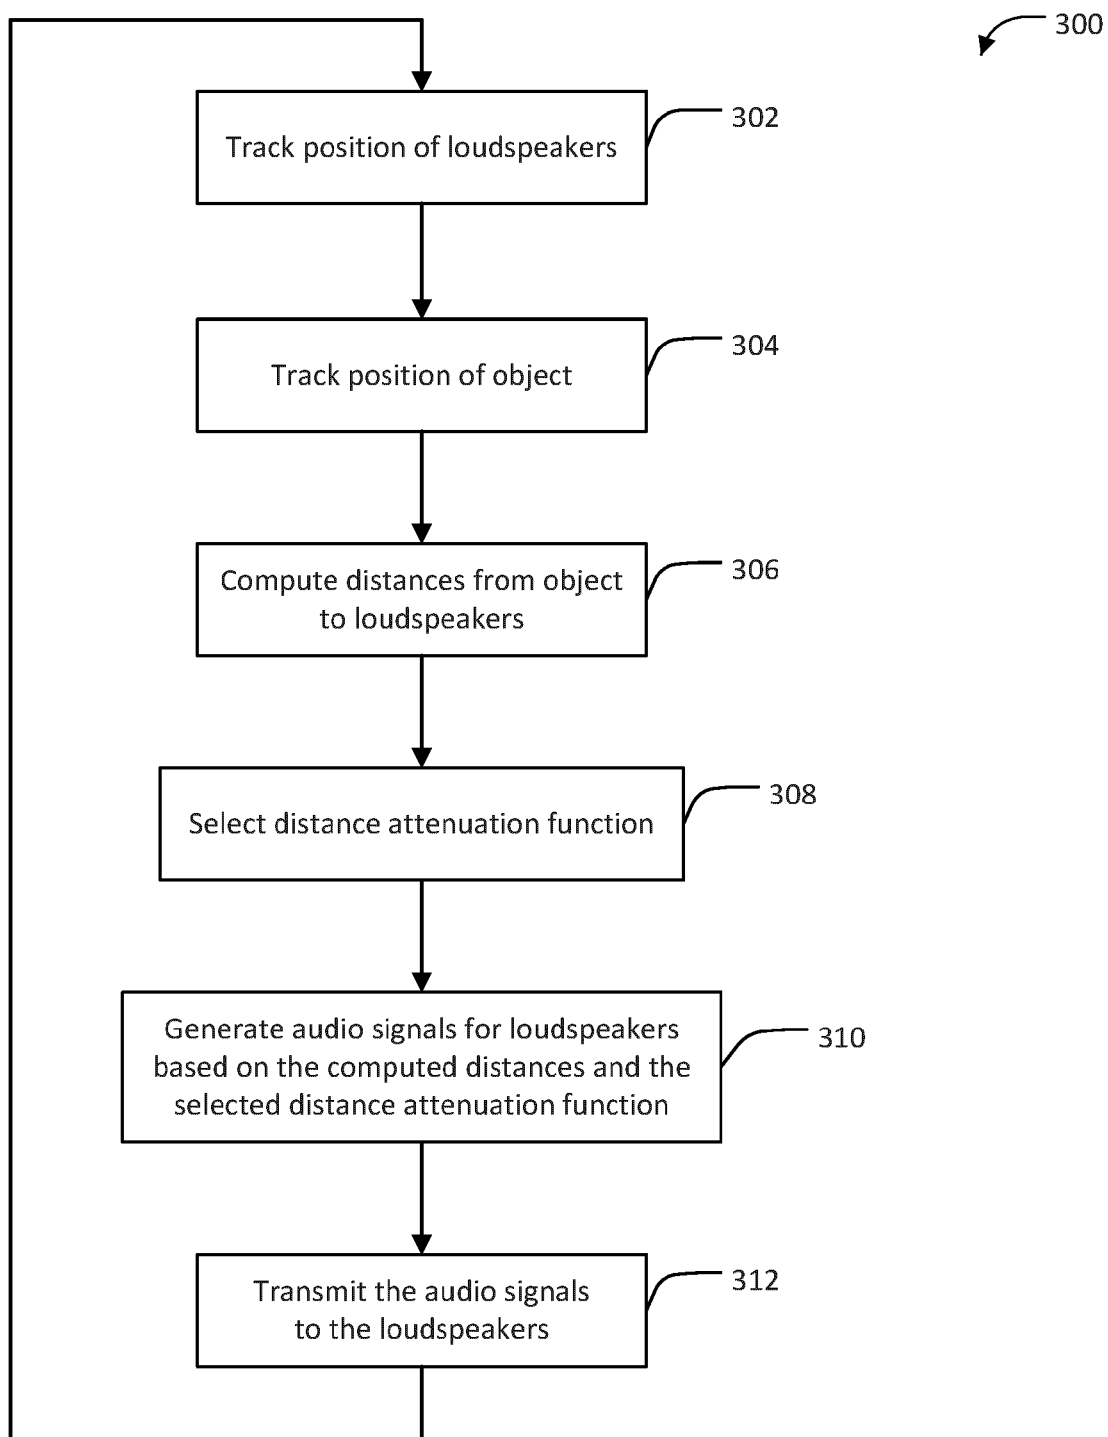 300
302
Track position of loudspeakers
304
Track position of object
306
Compute distances from object
to loudspeakers
308
Select distance attenuation function
310
Generate audio signals for loudspeakers
based on the computed distances and the
selected distance attenuation function
312
Transmit the audio signals
to the loudspeakers